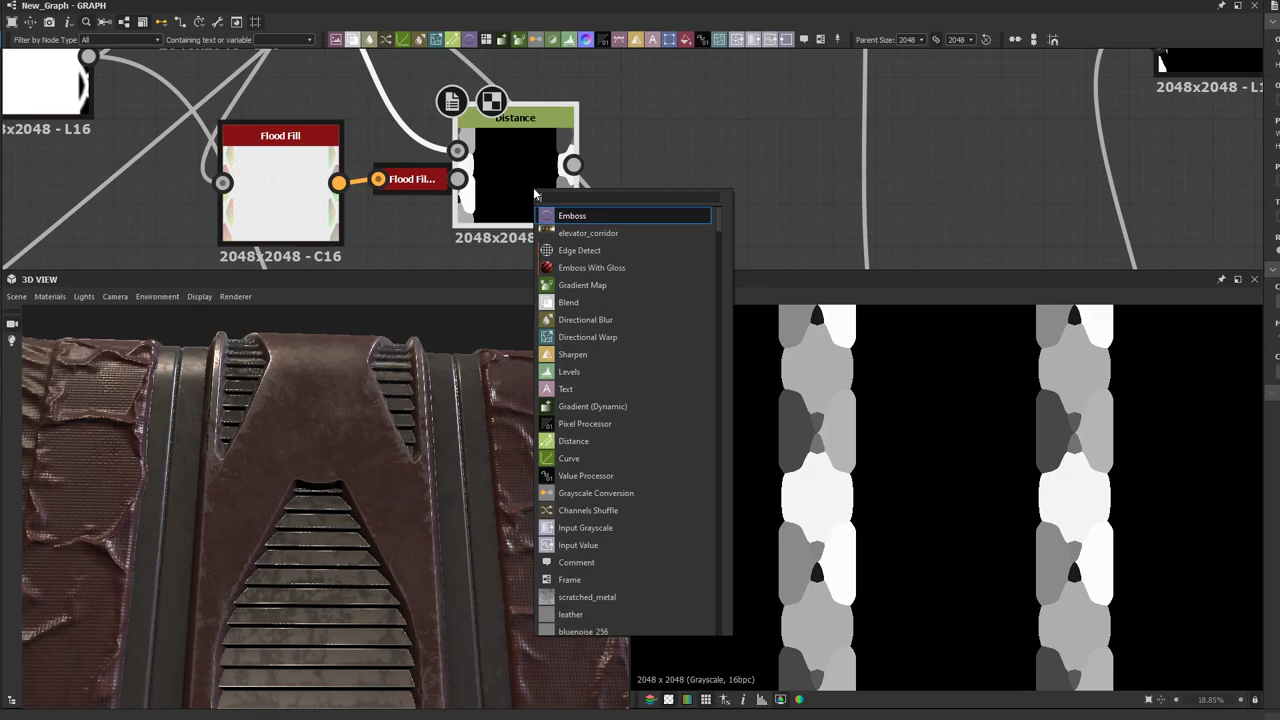 New_Graph - GRAPH
Filter by Node Type
All
Containing text or variable
Parent Size:
2048
2048
8x2048 - L16
Flood Fill
2048x2048 - C16
Flood Fil...
Distance
2048x2048
2048x2048 - L1
Emboss
elevator_corridor
Edge Detect
Emboss With Gloss
Gradient Map
Blend
Directional Blur
Directional Warp
Sharpen
Levels
Text
Gradient (Dynamic)
Pixel Processor
Distance
Curve
Value Processor
Grayscale Conversion
Channels Shuffle
Input Grayscale
Input Value
Comment
Frame
scratched_metal
leather
bluenoise_256
3D VIEW
Scene
Materials
Lights
Camera
Environment
Display
Renderer
2048 x 2048 (Grayscale, 16bpc)
18.85%